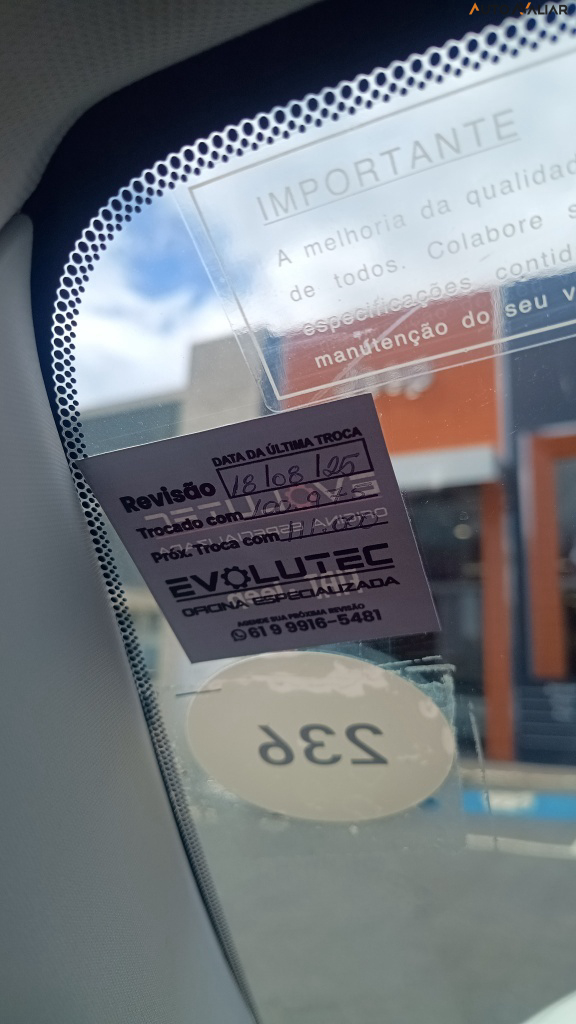 IMPORTANTE
A melhoria da qualidade
de todos. Colabore s
especificações contid
manutenção do seu v
DATA DA ÚLTIMA TROCA
Revisão 18/08/25
Trocado com
Próx. Troca com
EVOLUTEC
OFICINA ESPECIALIZADA
AGENDE SUA PRÓXIMA REVISÃO
61 9 9916-5481
236